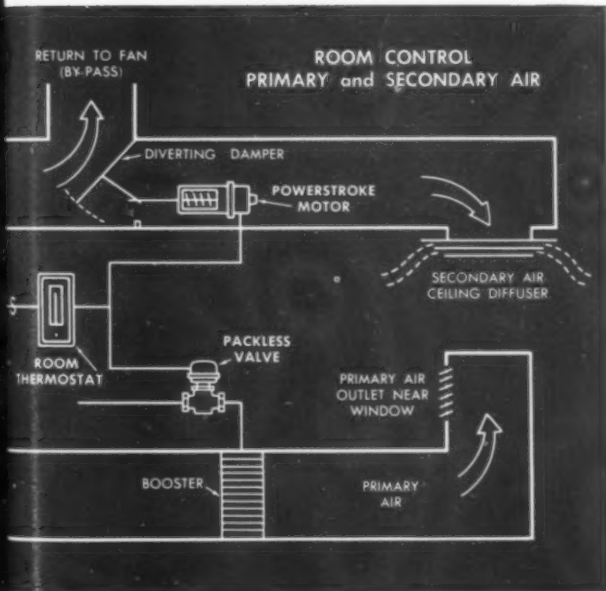 RETURN TO FAN
(BY-PASS)
ROOM CONTROL
PRIMARY and SECONDARY AIR
DIVERTING DAMPER
POWERSTROKE
MOTOR
SECONDARY AIR
CEILING DIFFUSER
ROOM
THERMOSTAT
PACKLESS
VALVE
PRIMARY AIR
OUTLET NEAR
WINDOW
BOOSTER
PRIMARY
AIR